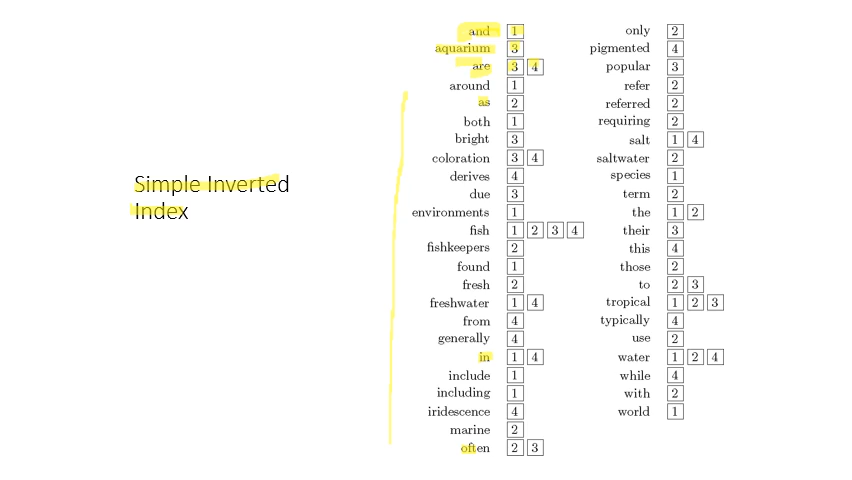 Simple Inverted
Index
and 1
aquarium 3
are 3 4
around 1
as 2
both 1
bright 3
coloration 3 4
derives 4
due 3
environments 1
fish 1 2 3 4
fishkeepers 2
found 1
fresh 2
freshwater 1 4
from 4
generally 4
in 1 4
include 1
including 1
iridescence 4
marine 2
often 2 3
only 2
pigmented 4
popular 3
refer 2
referred 2
requiring 2
salt 1 4
saltwater 2
species 1
term 2
the 1 2
their 3
this 4
those 2
to 2 3
tropical 1 2 3
typically 4
use 2
water 1 2 4
while 4
with 2
world 1